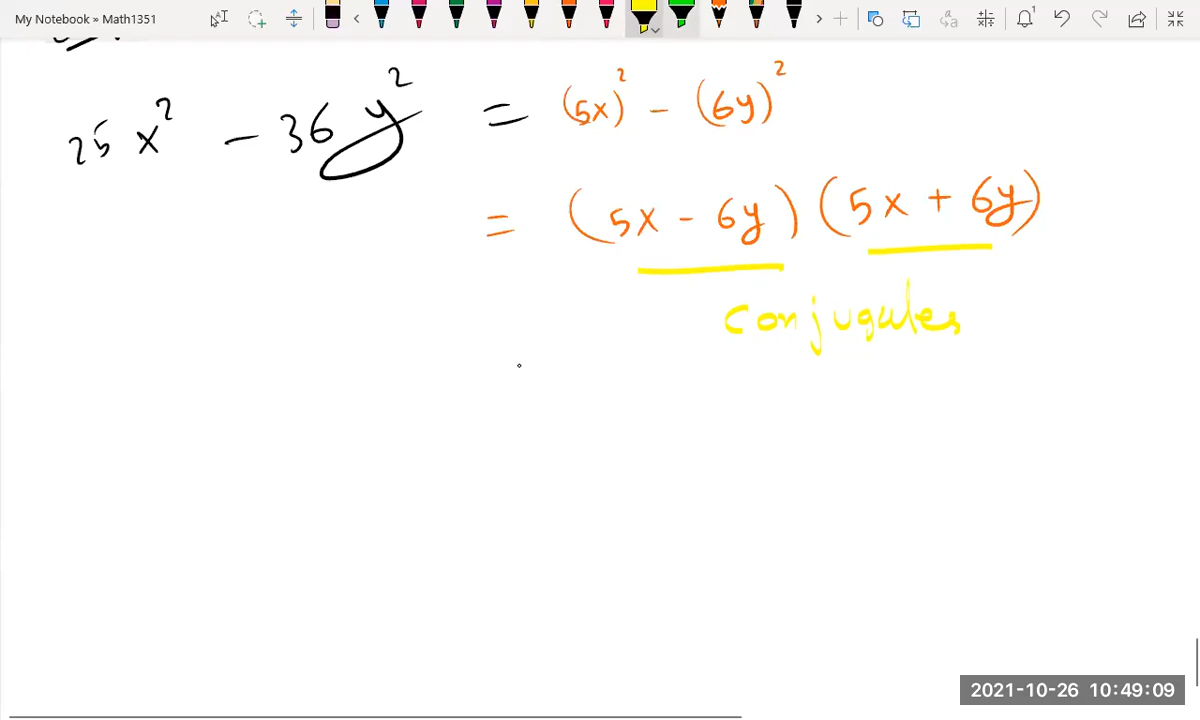 My Notebook » Math1351
25x² - 36y² = (5x)² - (6y)²
= (5x - 6y)(5x + 6y)
conjugates
2021-10-26 10:49:09